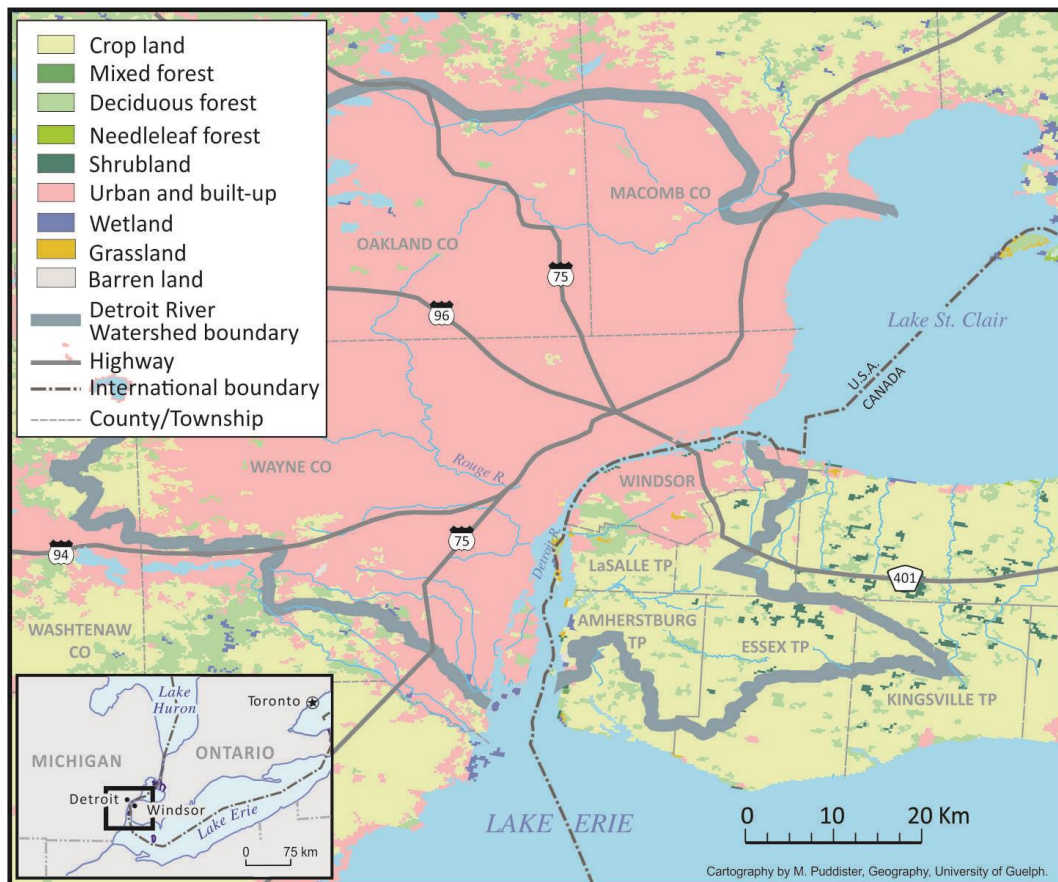 Crop land
Mixed forest
Deciduous forest
Needleleaf forest
Shrubland
Urban and built-up
Wetland
Grassland
Barren land
Detroit River
Watershed boundary
Highway
International boundary
County/Township
MACOMB CO
OAKLAND CO
75
96
Lake St. Clair
U.S.A.
CANADA
WAYNE CO
Rouge R.
WINDSOR
94
75
Detroit R.
LaSALLE TP
401
WASHTENAW
CO
AMHERSTBURG
TP
ESSEX TP
KINGSVILLE TP
Lake
Huron
Toronto
MICHIGAN
ONTARIO
Detroit
Windsor
Lake Erie
0 75 km
LAKE ERIE
0 10 20 Km
Cartography by M. Puddister, Geography, University of Guelph.